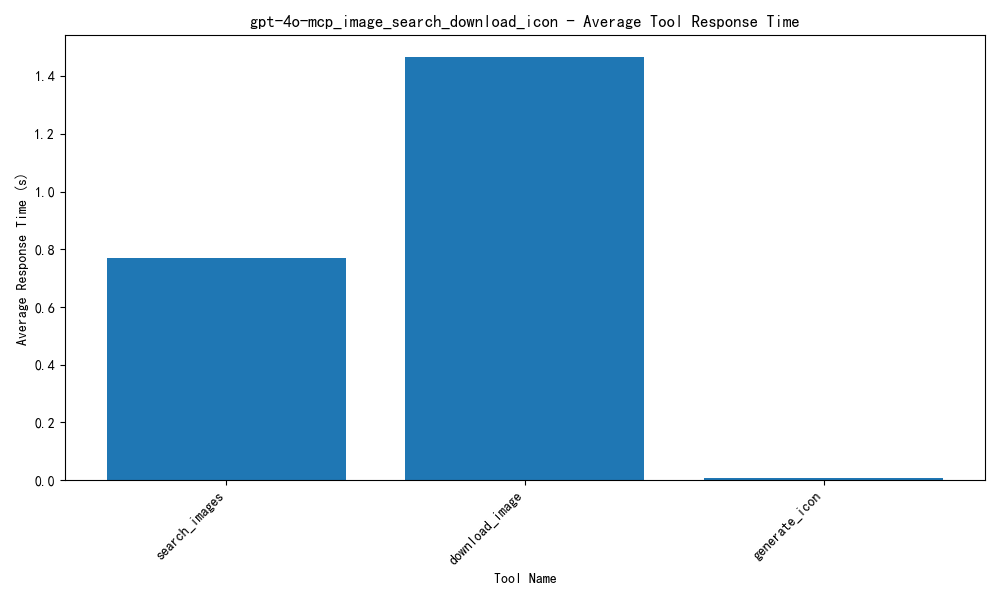 gpt-4o-mcp_image_search_download_icon - Average Tool Response Time
Average Response Time (s)
1.4
1.2
1.0
0.8
0.6
0.4
0.2
0.0
search_images
download_image
generate_icon
Tool Name